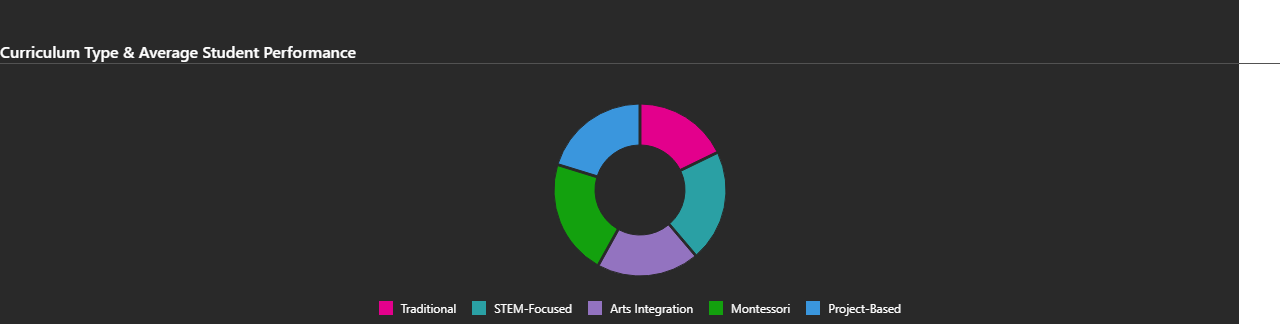 Curriculum Type & Average Student Performance
Traditional STEM-Focused Arts Integration Montessori Project-Based